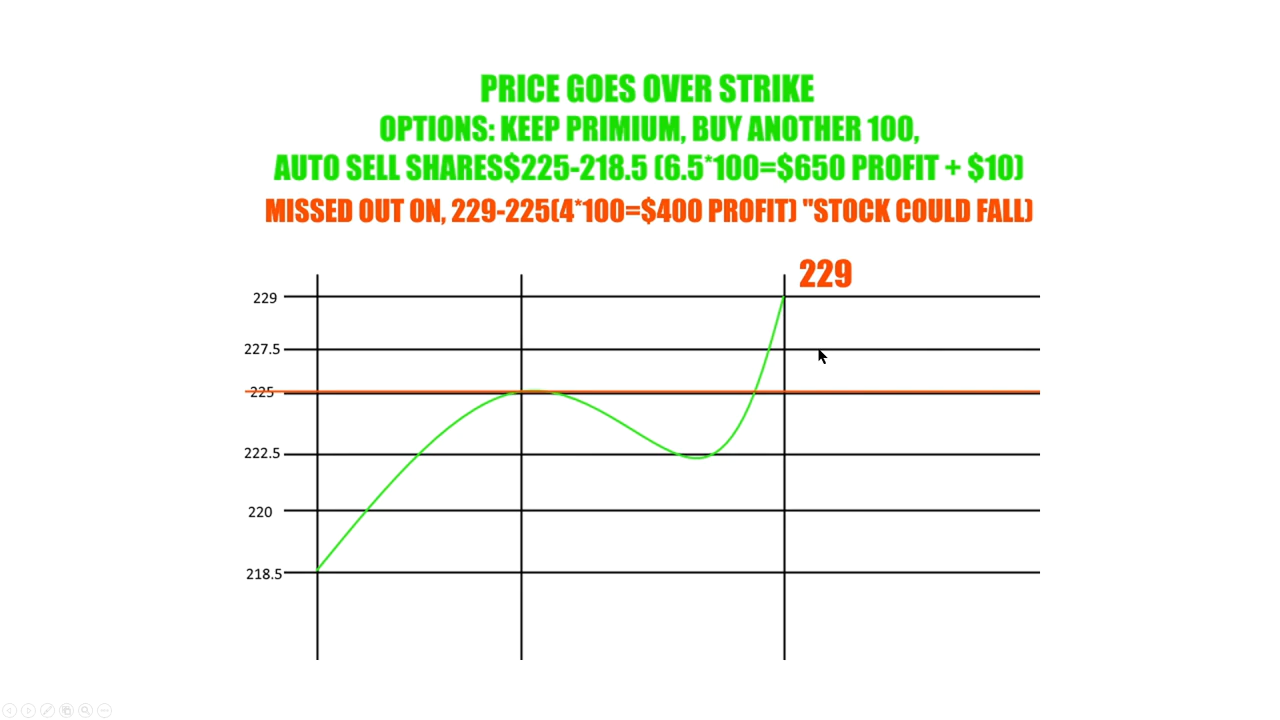 PRICE GOES OVER STRIKE
OPTIONS: KEEP PRIMIUM, BUY ANOTHER 100,
AUTO SELL SHARES$225-218.5 (6.5*100=$650 PROFIT + $10)
MISSED OUT ON, 229-225(4*100=$400 PROFIT) "STOCK COULD FALL)
229
229
227.5
225
222.5
220
218.5